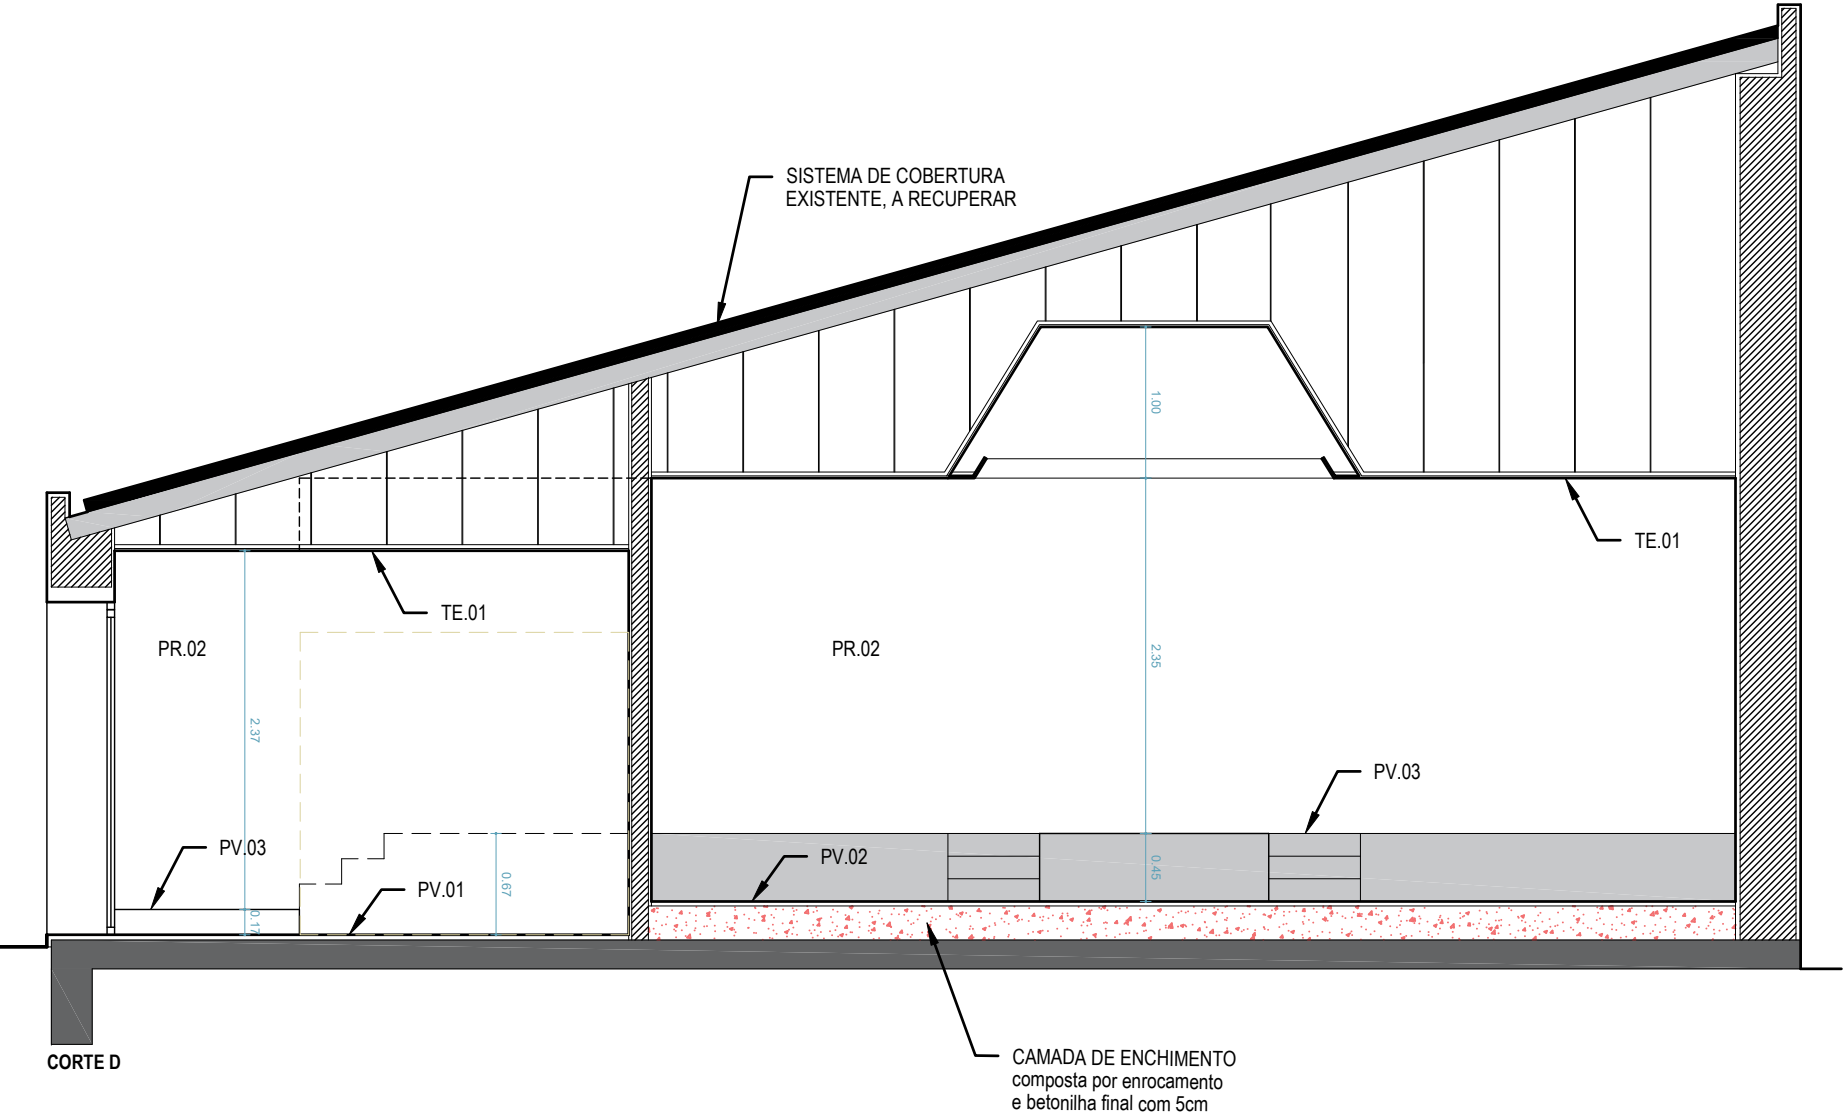 SISTEMA DE COBERTURA
EXISTENTE, A RECUPERAR
1.00
TE.01
TE.01
PR.02
PR.02
2.35
2.37
PV.03
PV.03
PV.02
0.45
0.67
PV.01
0.17
CAMADA DE ENCHIMENTO
composta por enrocamento
e betonilha final com 5cm
CORTE D